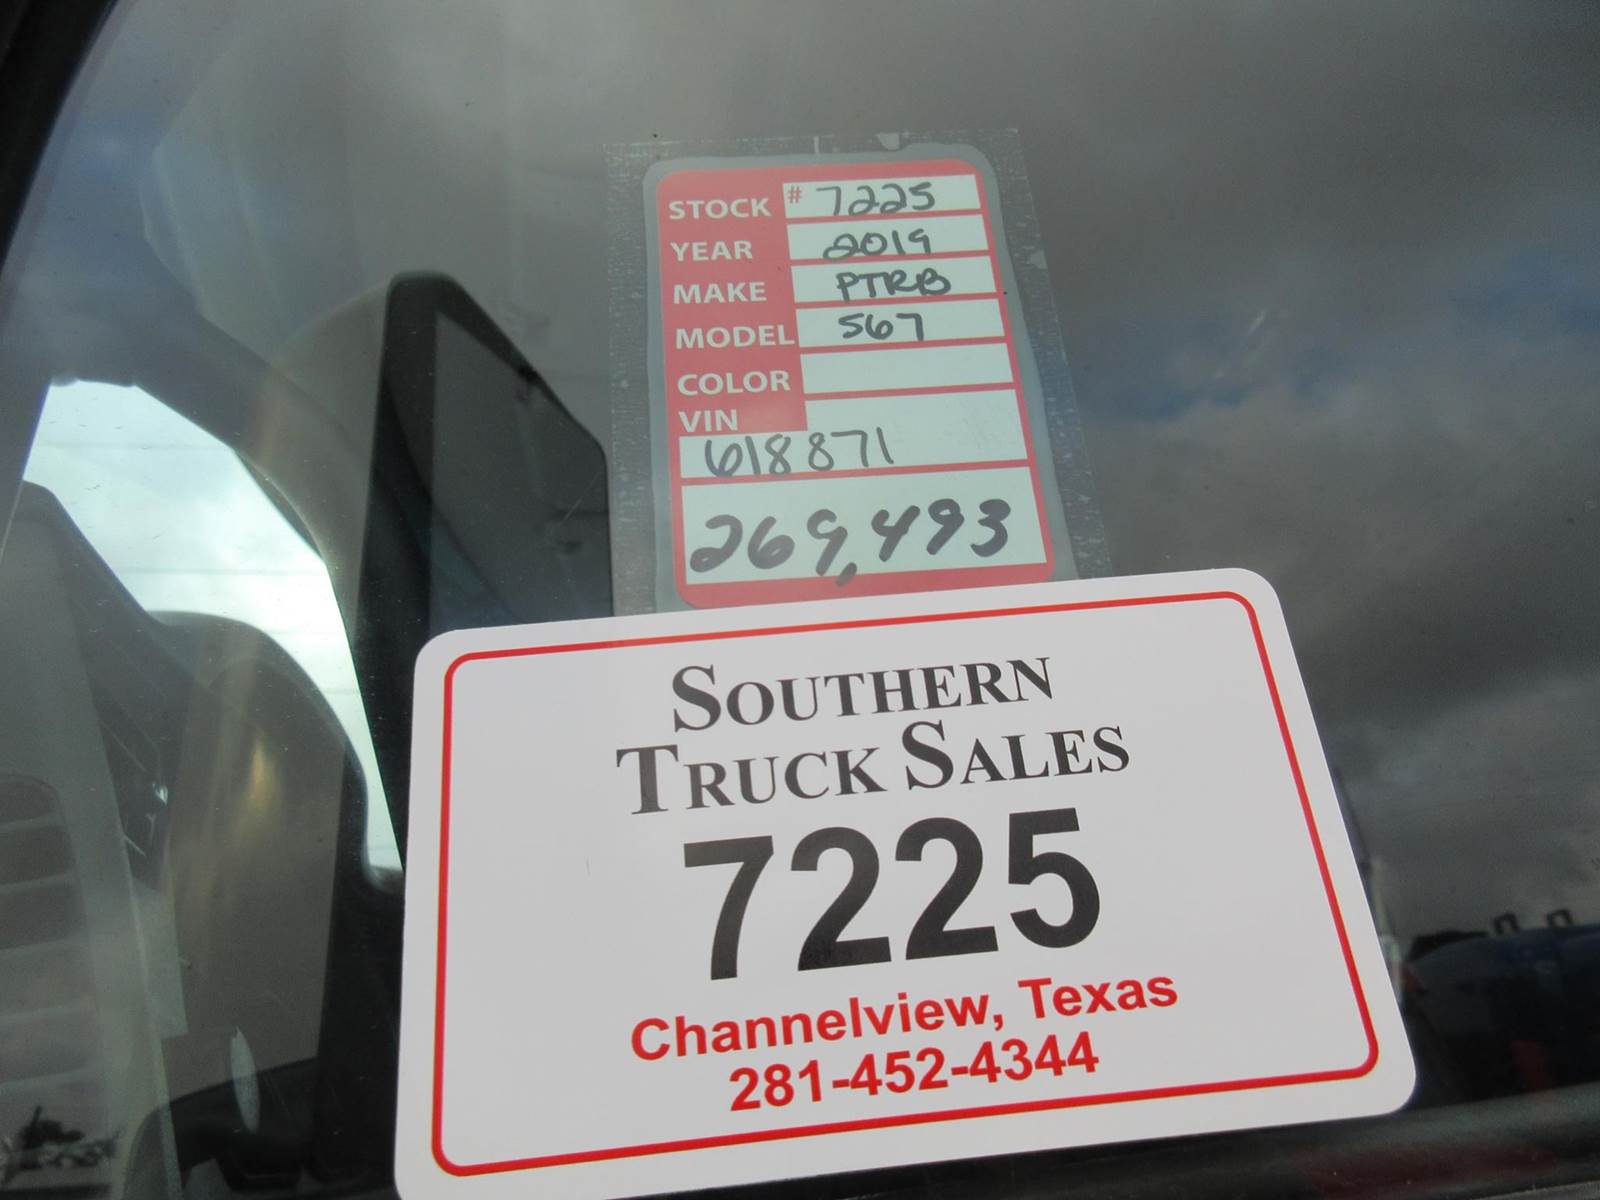 STOCK # 7225
YEAR 2019
MAKE PTRB
MODEL 567
COLOR
VIN
618871
269,493
SOUTHERN
TRUCK SALES
7225
Channelview, Texas
281-452-4344